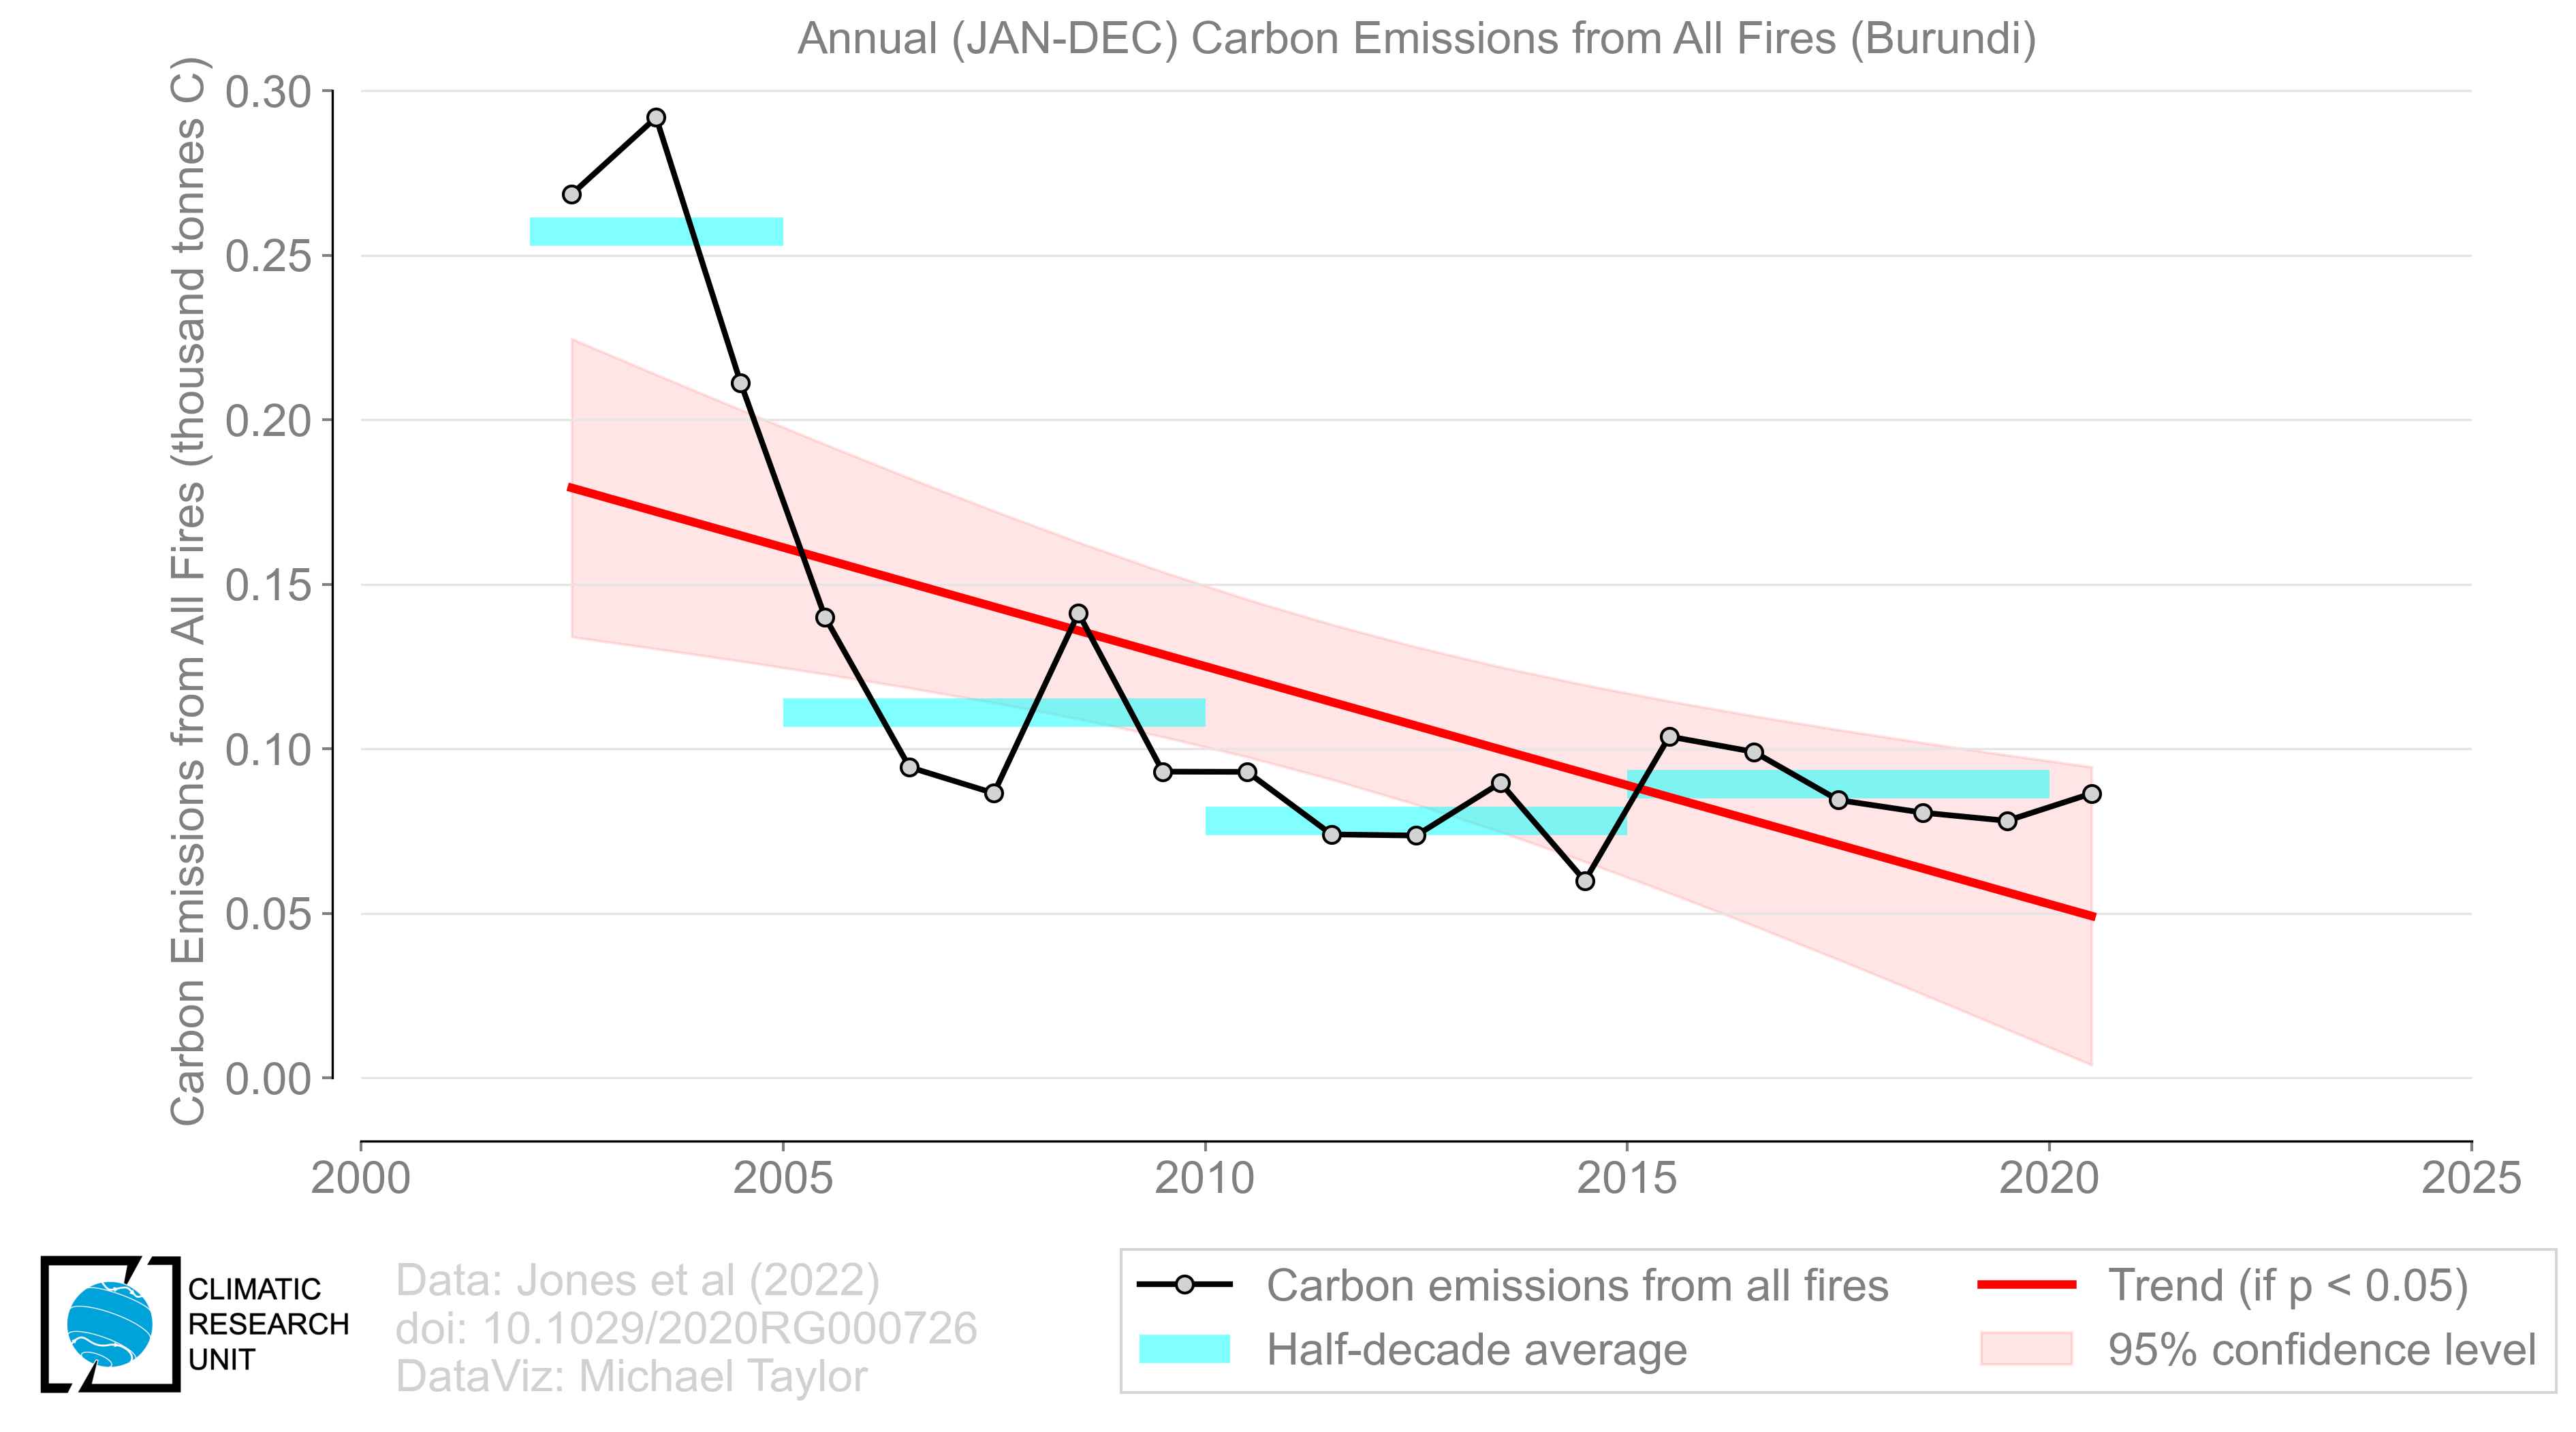 Annual (JAN-DEC) Carbon Emissions from All Fires (Burundi)
Carbon Emissions from All Fires (thousand tonnes C)
0.30
0.25
0.20
0.15
0.10
0.05
0.00
2000 2005 2010 2015 2020 2025
CLIMATIC
RESEARCH
UNIT
Data: Jones et al (2022)
doi: 10.1029/2020RG000726
DataViz: Michael Taylor
Carbon emissions from all fires
Half-decade average
Trend (if p < 0.05)
95% confidence level